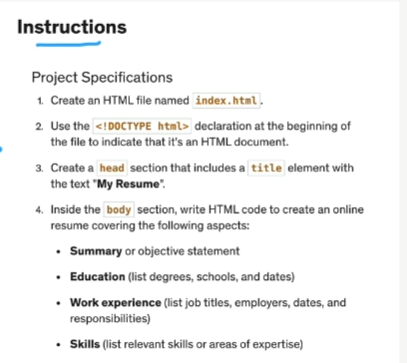 Instructions
Project Specifications
1. Create an HTML file named index.html.
2. Use the <!DOCTYPE html> declaration at the beginning of
the file to indicate that it's an HTML document.
3. Create a head section that includes a title element with
the text "My Resume".
4. Inside the body section, write HTML code to create an online
resume covering the following aspects:
• Summary or objective statement
• Education (list degrees, schools, and dates)
• Work experience (list job titles, employers, dates, and
responsibilities)
• Skills (list relevant skills or areas of expertise)